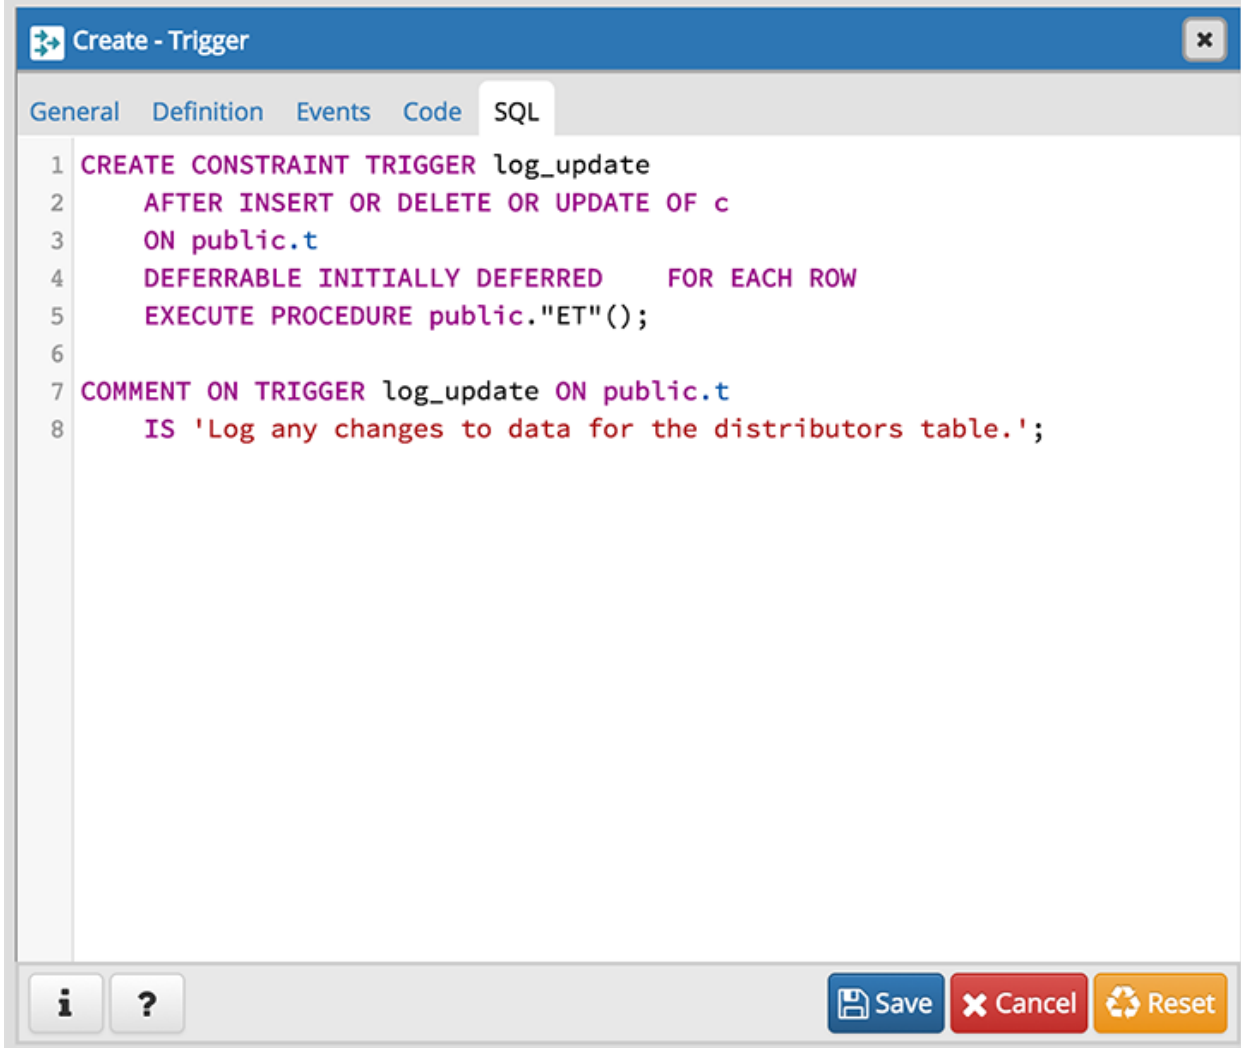 Create - Trigger
General Definition Events Code SQL
1 CREATE CONSTRAINT TRIGGER log_update
2     AFTER INSERT OR DELETE OR UPDATE OF c
3     ON public.t
4     DEFERRABLE INITIALLY DEFERRED    FOR EACH ROW
5     EXECUTE PROCEDURE public."ET"();
6
7 COMMENT ON TRIGGER log_update ON public.t
8     IS 'Log any changes to data for the distributors table.';
i ? Save Cancel Reset